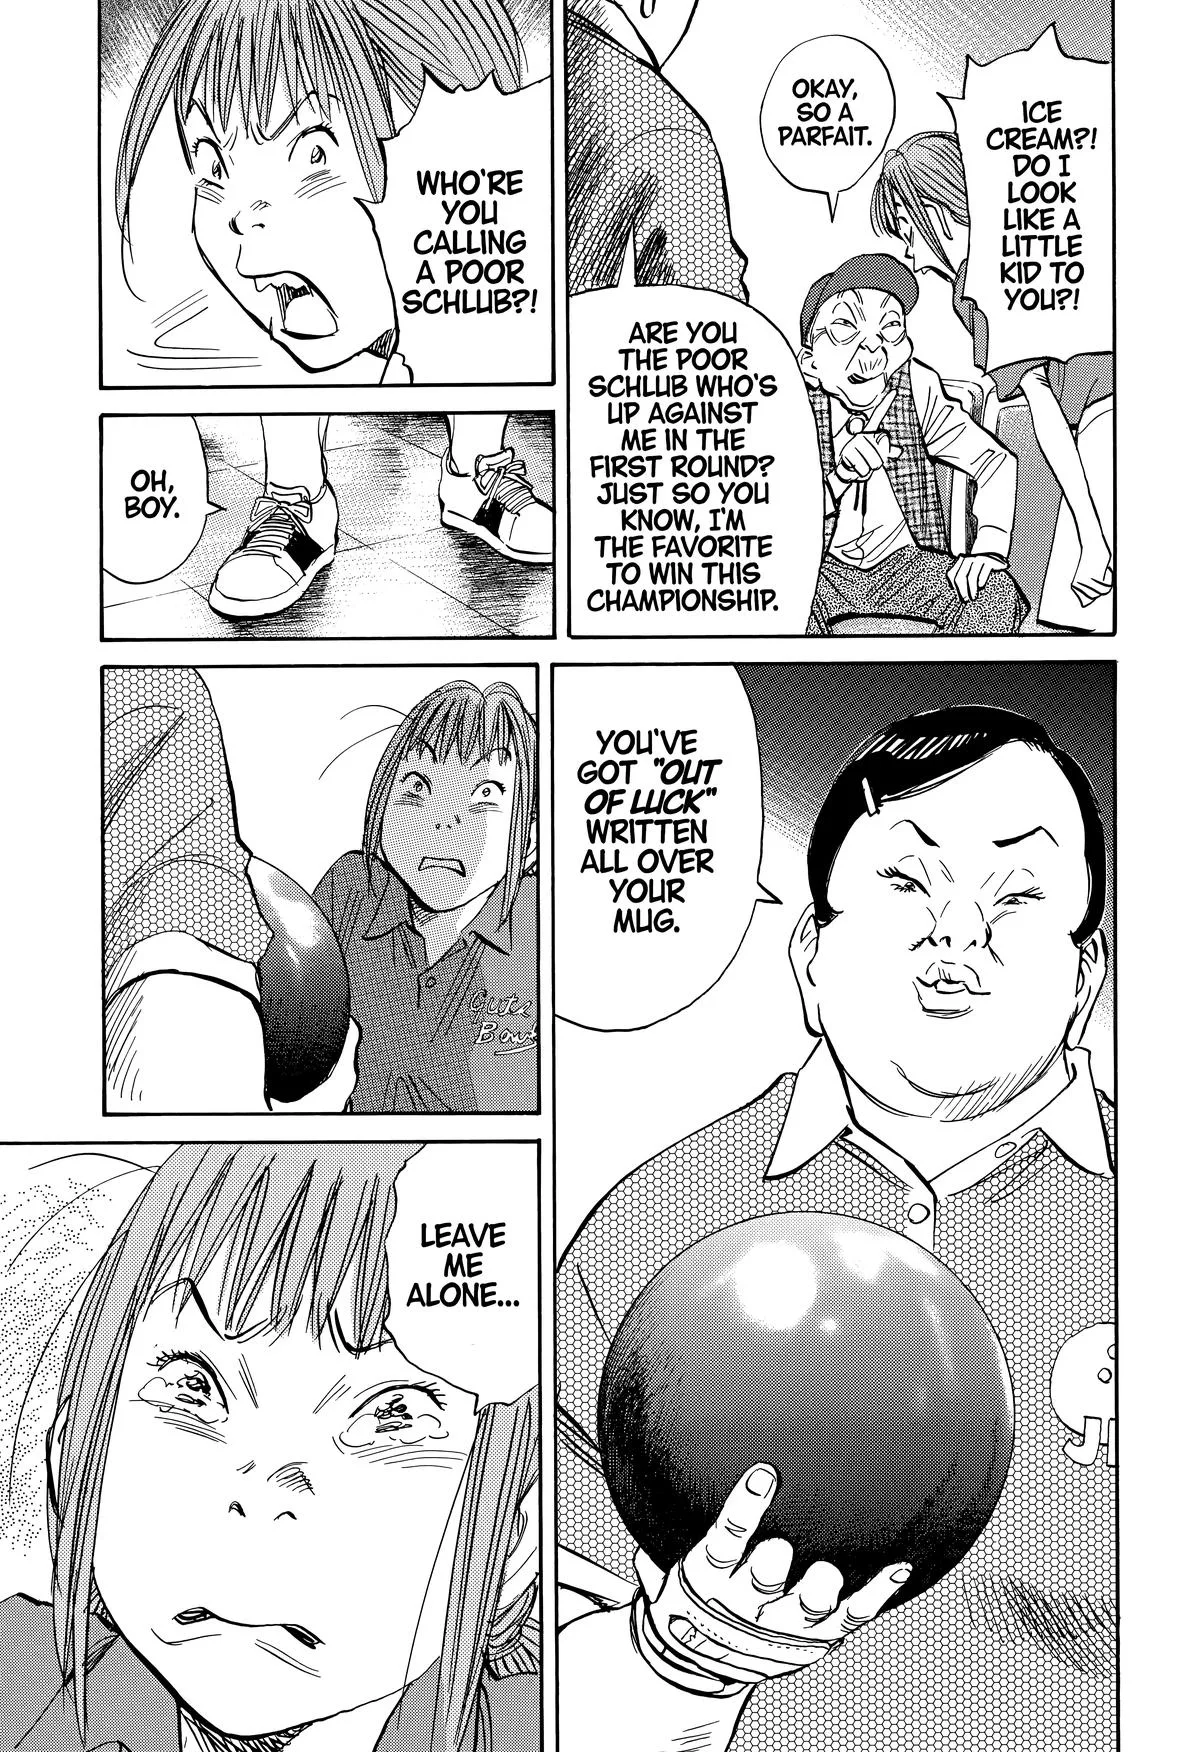 ICE
CREAM?!
DO I
LOOK
LIKE A
LITTLE
KID TO
YOU?!
OKAY,
SO A
PARFAIT.
ARE YOU
THE POOR
SCHLUB WHO'S
UP AGAINST
ME IN THE
FIRST ROUND?
JUST SO YOU
KNOW, I'M
THE FAVORITE
TO WIN THIS
CHAMPIONSHIP.
WHO'RE
YOU
CALLING
A POOR
SCHLUB?!
OH,
BOY.
YOU'VE
GOT "OUT
OF LUCK"
WRITTEN
ALL OVER
YOUR
MUG.
Cute
LEAVE
ME
ALONE...